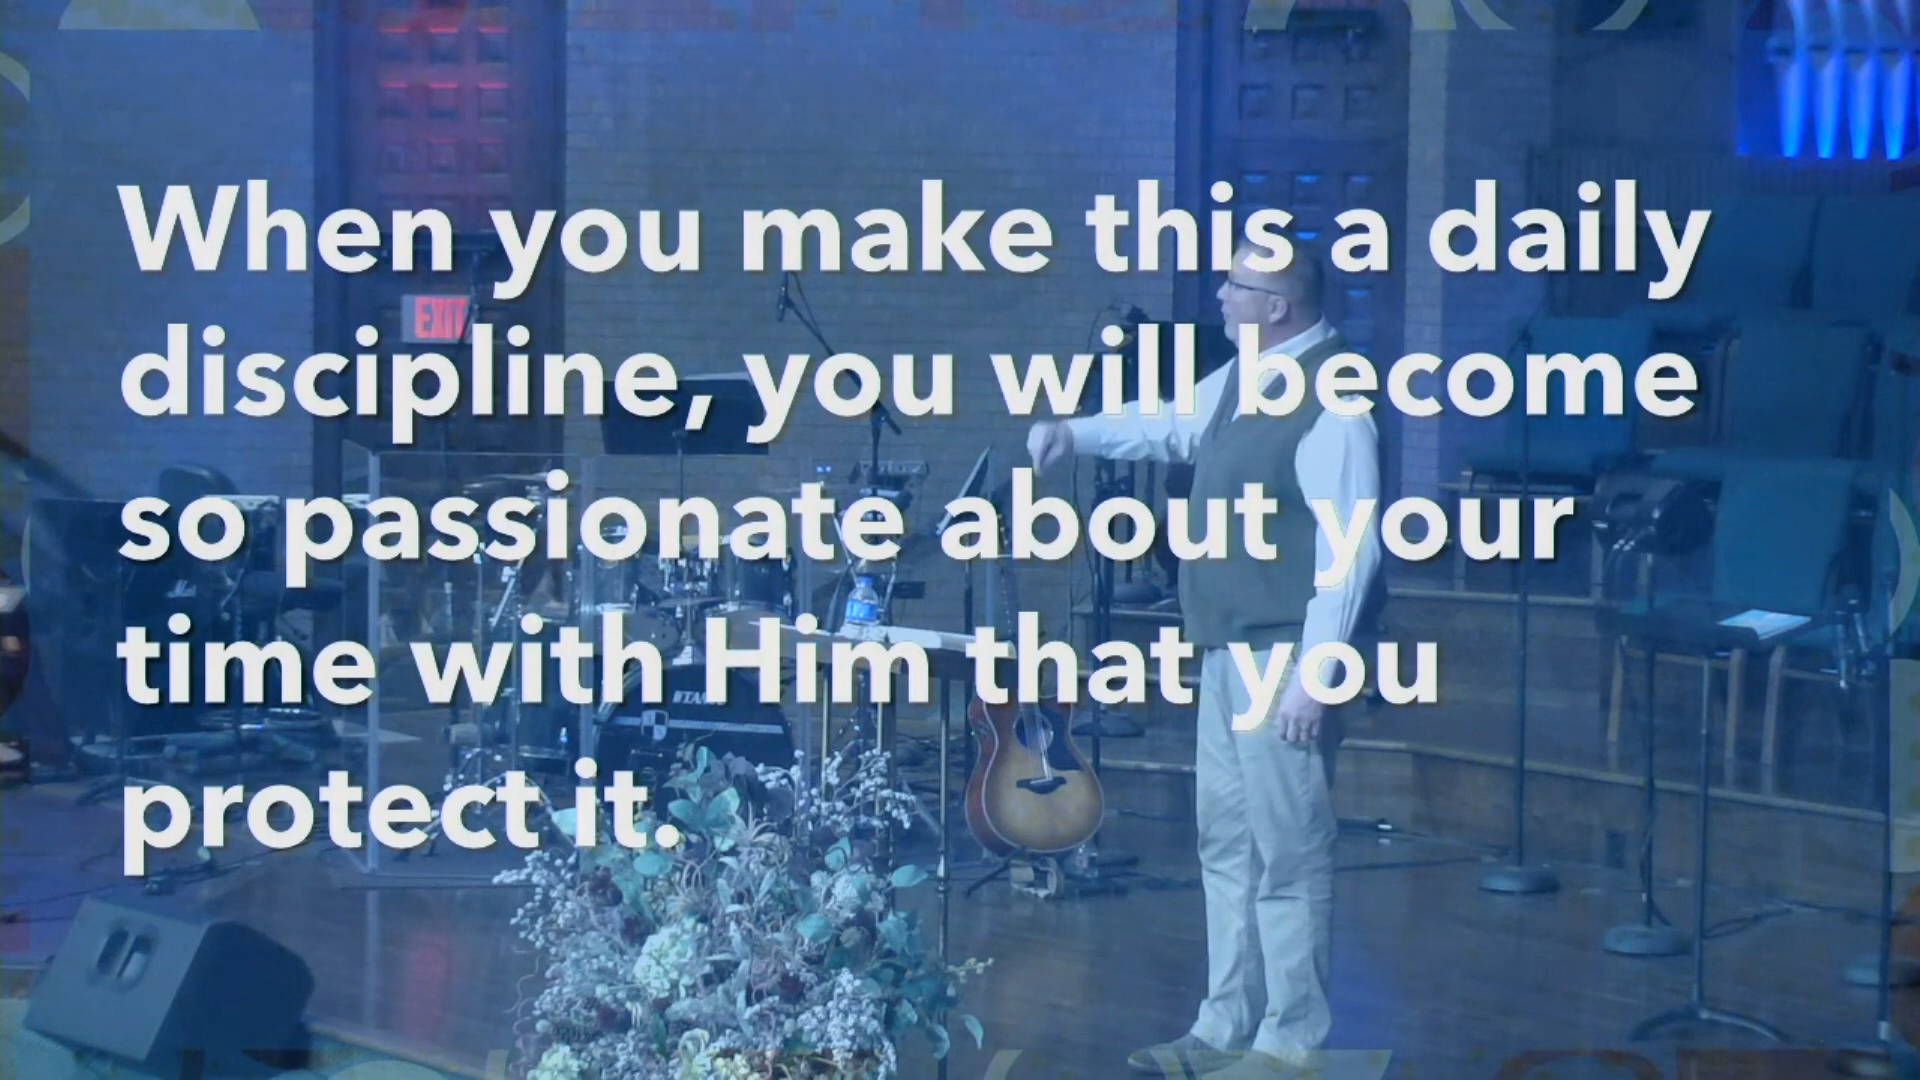 When you make this a daily
discipline, you will become
so passionate about your
time with Him that you
protect it.
EXIT